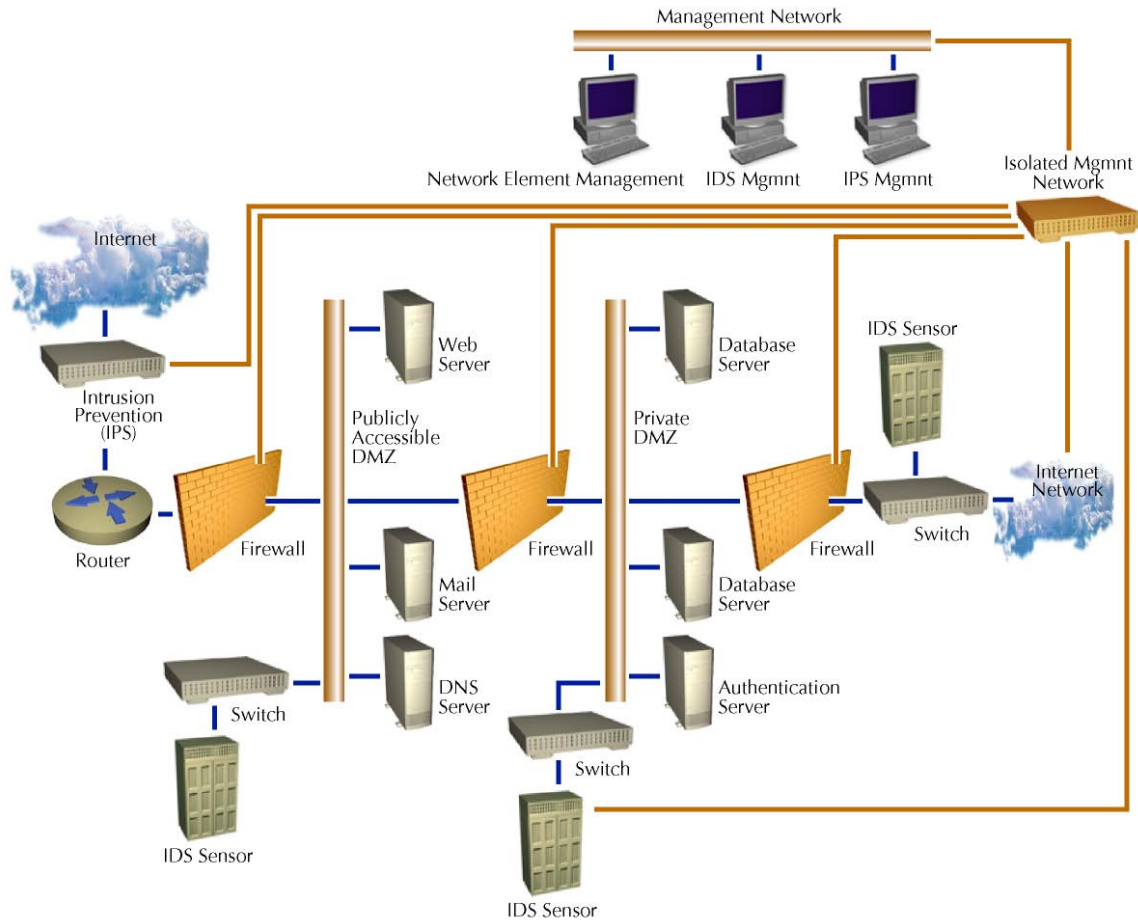 Management Network
Network Element Management
IDS Mgmnt
IPS Mgmnt
Isolated Mgmnt
Network
Internet
Intrusion
Prevention
(IPS)
Router
Firewall
Web
Server
Publicly
Accessible
DMZ
Mail
Server
DNS
Server
Switch
IDS Sensor
Firewall
Database
Server
Private
DMZ
Database
Server
Authentication
Server
Switch
IDS Sensor
Firewall
IDS Sensor
Switch
Internet
Network